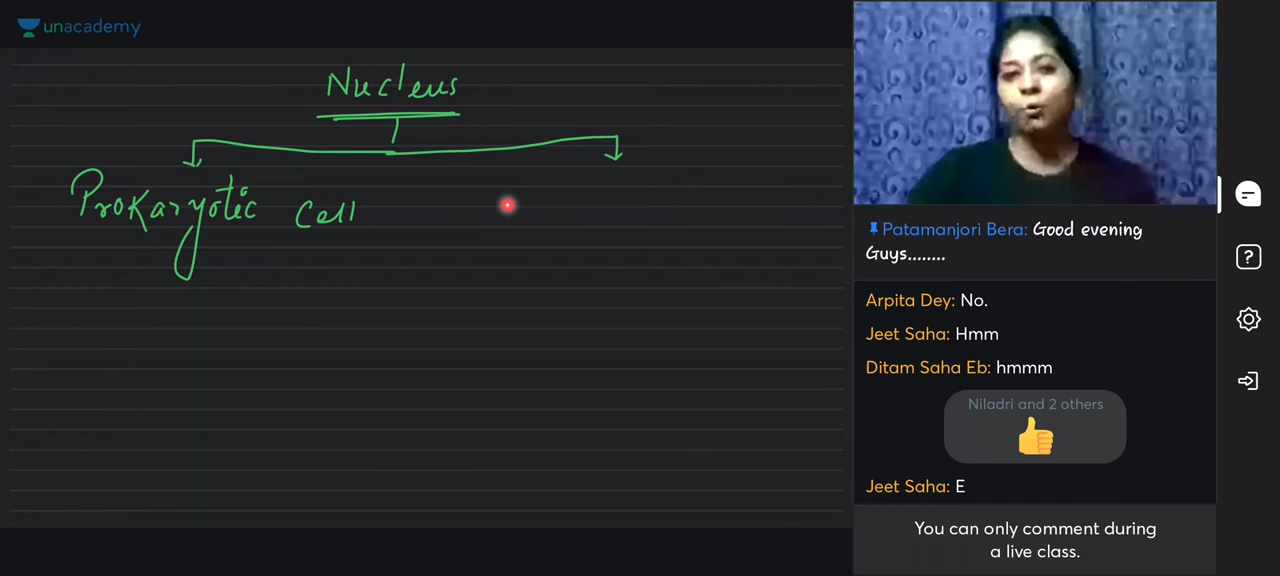 unacademy
Nucleus
Prokaryotic cell
Patamanjori Bera: Good evening
Guys........
Arpita Dey: No.
Jeet Saha: Hmm
Ditam Saha Eb: hmmm
Niladri and 2 others
Jeet Saha: E
You can only comment during
a live class.